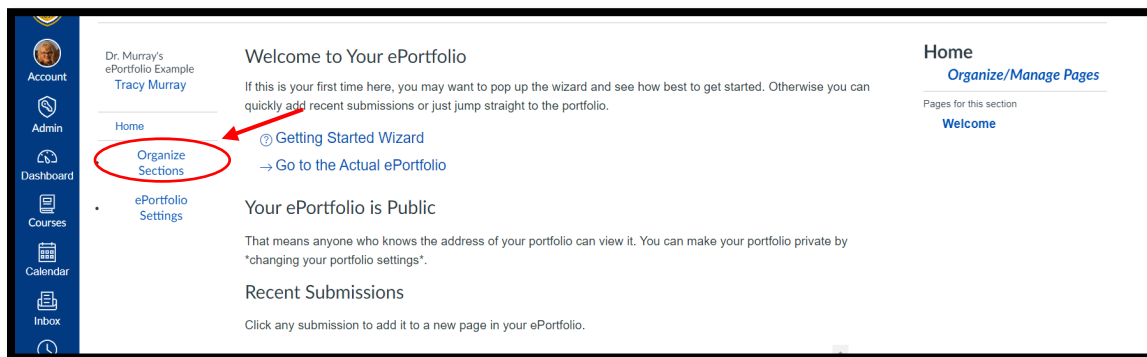 Account
Admin
Dashboard
Courses
Calendar
Inbox
Dr. Murray's
ePortfolio Example
Tracy Murray
Home
Organize
Sections
ePortfolio
Settings
Welcome to Your ePortfolio
If this is your first time here, you may want to pop up the wizard and see how best to get started. Otherwise you can
quickly add recent submissions or just jump straight to the portfolio.
Getting Started Wizard
→ Go to the Actual ePortfolio
Your ePortfolio is Public
That means anyone who knows the address of your portfolio can view it. You can make your portfolio private by
*changing your portfolio settings*.
Recent Submissions
Click any submission to add it to a new page in your ePortfolio.
Home
Organize/Manage Pages
Pages for this section
Welcome